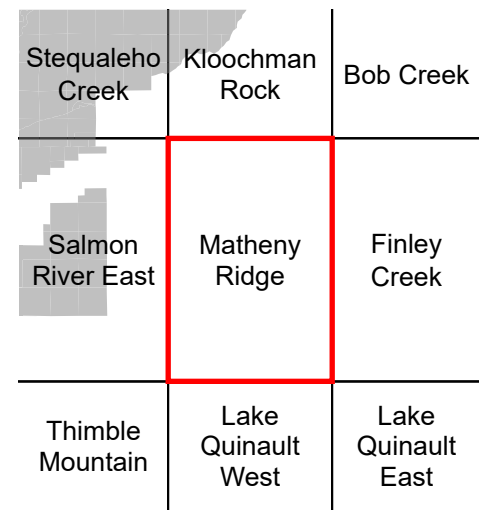 Stequaleho
Creek
Kloochman
Rock
Bob Creek
Salmon
River East
Matheny
Ridge
Finley
Creek
Thimble
Mountain
Lake
Quinault
West
Lake
Quinault
East